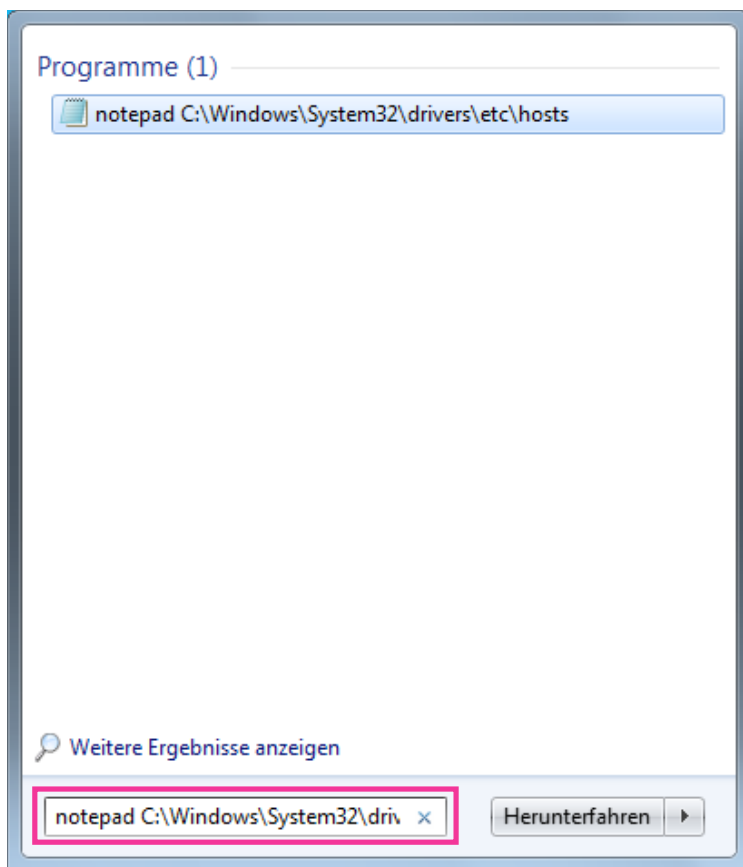 Programme (1)
notepad C:\Windows\System32\drivers\etc\hosts
Weitere Ergebnisse anzeigen
notepad C:\Windows\System32\driv
Herunterfahren